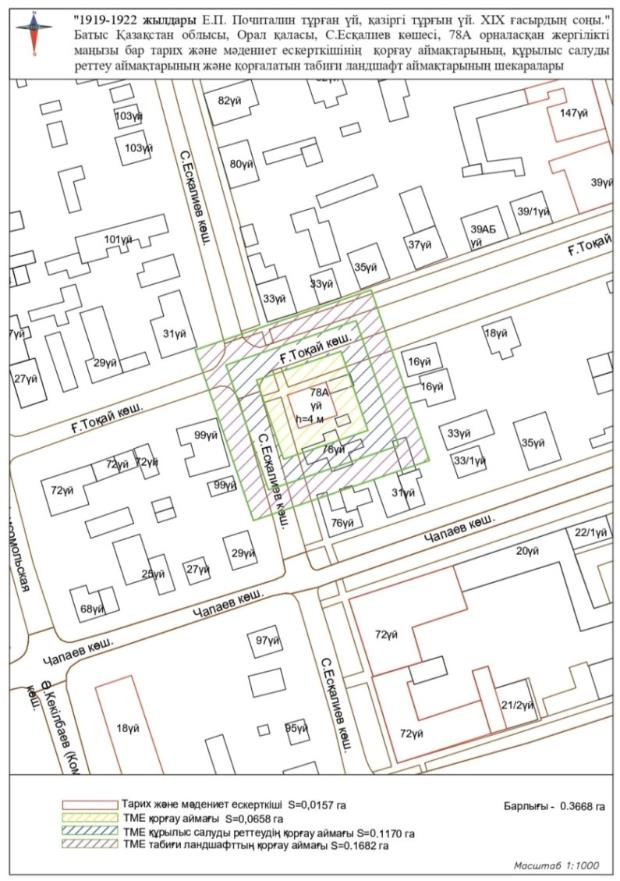 "1919-1922 жылдары Е.П. Почиталин тұрған үй, қазіргі тұрғын үй. XIX ғасырдың соңы."
Батыс Қазақстан облысы, Орал қаласы, С.Есқалиев көшесі, 78А орналасқан жергілікті
маңызы бар тарих және мәдениет ескерткішінің қорғау аймақтарының, құрылыс салуды
реттеу аймақтарының және қорғалатын табиғи ландшафт аймақтарының шекаралары
103үй
82үй
147үй
103үй
80үй
39үй
С.Есқалиев көш.
39/1үй
39АБ
үй
101үй
37үй
Ғ.Тоқай
35үй
33үй
33үй
31үй
18үй
29үй
27үй
Ғ.Тоқай көш.
16үй
16үй
78А
үй
h=4 м
Ғ.Тоқай көш.
99үй
33үй
35үй
72үй
72үй
78үй
33/1үй
72үй
99үй
31үй
С.Есқалиев көш.
76үй
Чапаев көш.
22/1үй
29үй
20үй
25үй
27үй
68үй
Чапаев көш.
72үй
97үй
Чапаев көш.
С.Есқалиев көш.
Ә.Кекілбаев (Ком
көш.
21/2үй
18үй
95үй
72үй
Тарих және мәдениет ескерткіші S=0,0157 га
Барлығы - 0.3668 га
ТМЕ қорғау аймағы S=0,0658 га
ТМЕ құрылыс салуды реттеудің қорғау аймағы S=0.1170 га
ТМЕ табиғи ландшафттың қорғау аймағы S=0.1682 га
Масштаб 1:1000